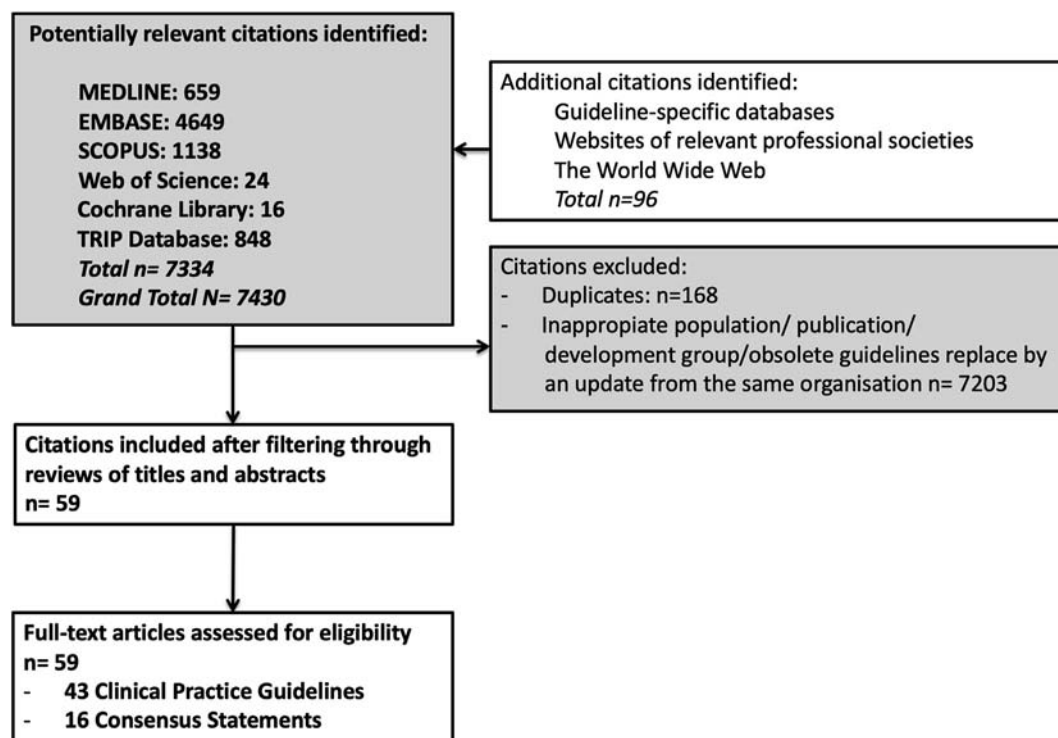 Potentially relevant citations identified:
MEDLINE: 659
EMBASE: 4649
SCOPUS: 1138
Web of Science: 24
Cochrane Library: 16
TRIP Database: 848
Total n= 7334
Grand Total N= 7430
Additional citations identified:
Guideline-specific databases
Websites of relevant professional societies
The World Wide Web
Total n=96
Citations excluded:
- Duplicates: n=168
- Inappropiate population/ publication/
development group/obsolete guidelines replace by
an update from the same organisation n= 7203
Citations included after filtering through
reviews of titles and abstracts
n= 59
Full-text articles assessed for eligibility
n= 59
- 43 Clinical Practice Guidelines
- 16 Consensus Statements